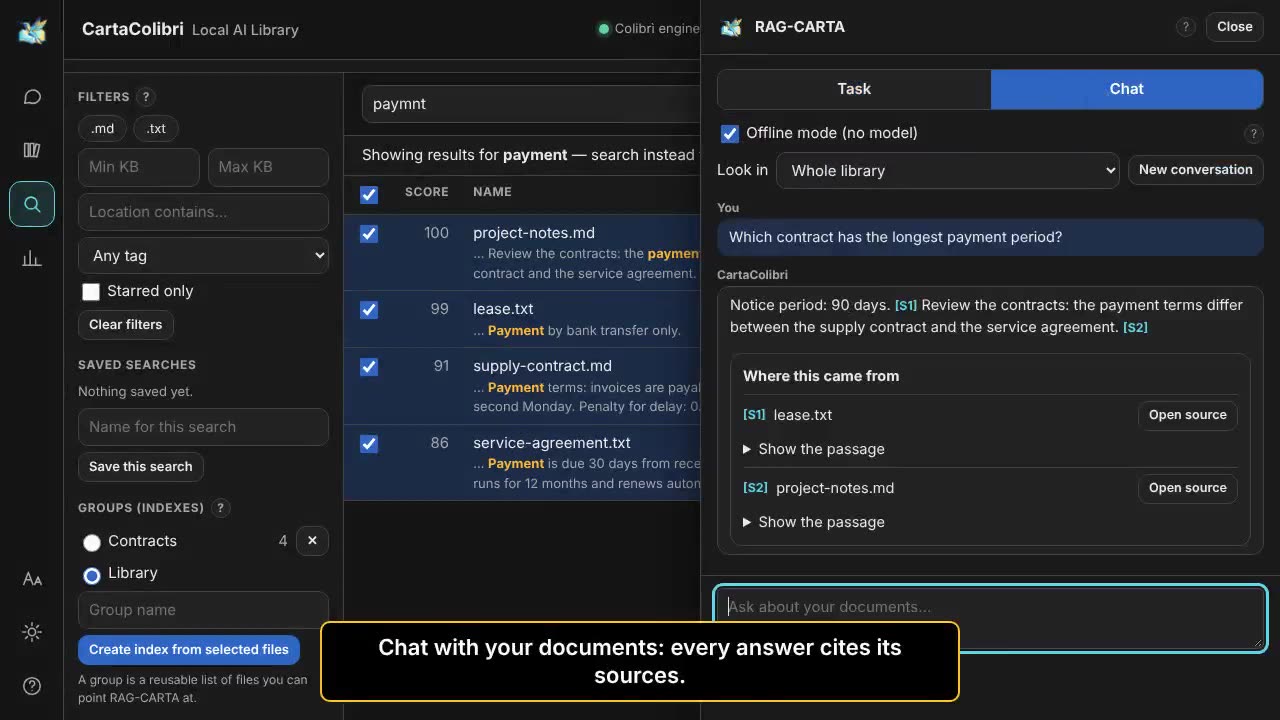 CartaColibrì Local AI Library
Colibrì engine
FILTERS ?
.md .txt
Min KB Max KB
Location contains...
Any tag
Starred only
Clear filters
SAVED SEARCHES
Nothing saved yet.
Name for this search
Save this search
GROUPS (INDEXES) ?
Contracts 4 ×
Library
Group name
Create index from selected files
A group is a reusable list of files you can
point RAG-CARTA at.
AA
paymnt
Showing results for payment — search instead
SCORE NAME
100 project-notes.md
... Review the contracts: the paymen
contract and the service agreement.
99 lease.txt
... Payment by bank transfer only.
91 supply-contract.md
... Payment terms: invoices are paya
second Monday. Penalty for delay: 0.
86 service-agreement.txt
... Payment is due 30 days from rece
runs for 12 months and renews auton
RAG-CARTA ? Close
Task Chat
Offline mode (no model) ?
Look in Whole library New conversation
You
Which contract has the longest payment period?
CartaColibrì
Notice period: 90 days. [S1] Review the contracts: the payment terms differ
between the supply contract and the service agreement. [S2]
Where this came from
[S1] lease.txt Open source
Show the passage
[S2] project-notes.md Open source
Show the passage
Ask about your documents...
Chat with your documents: every answer cites its
sources.